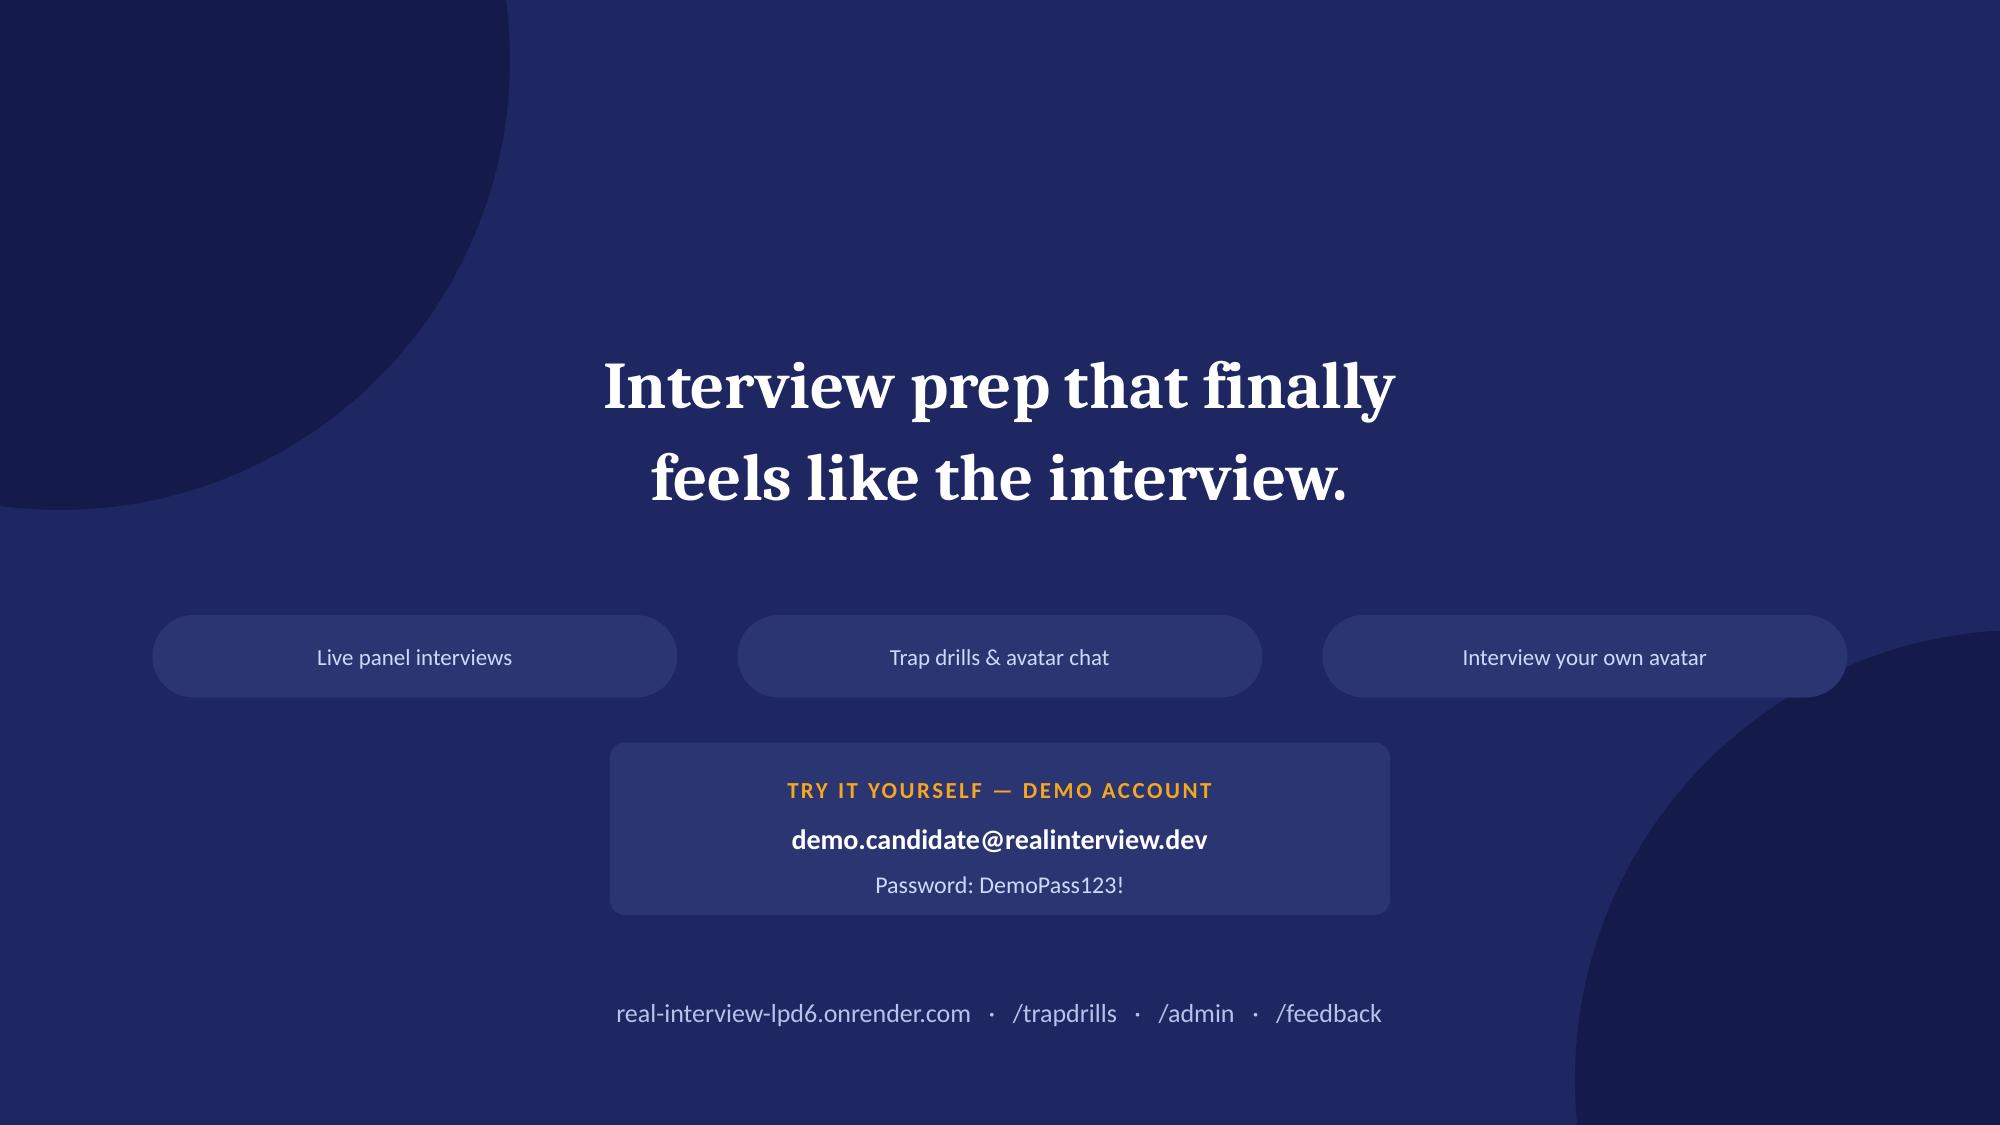 Interview prep that finally
feels like the interview.
Live panel interviews
Trap drills & avatar chat
Interview your own avatar
TRY IT YOURSELF — DEMO ACCOUNT
demo.candidate@realinterview.dev
Password: DemoPass123!
real-interview-lpd6.onrender.com · /trapdrills · /admin · /feedback